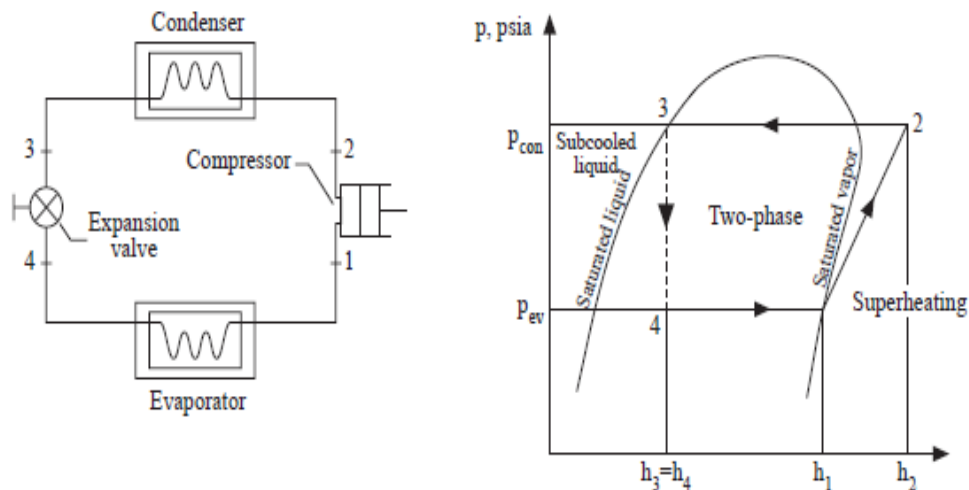 Condenser
3
2
Compressor
Expansion
valve
4
1
Evaporator
p, psia
3
2
p_con
Subcooled
liquid
Saturated liquid
Two-phase
Saturated vapor
Superheating
p_ev
4
h_3=h_4
h_1
h_2